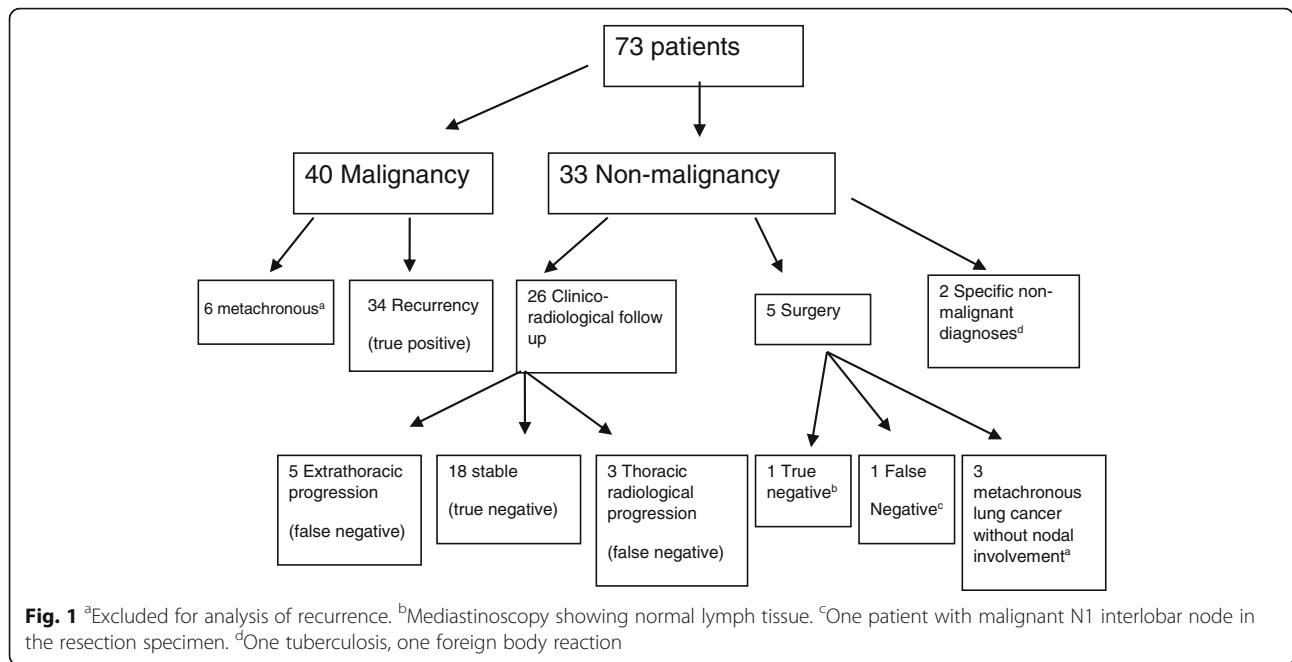 73 patients
40 Malignancy
33 Non-malignancy
6 metachronousᵃ
34 Recurrency
(true positive)
26 Clinico-
radiological follow
up
5 Surgery
2 Specific non-
malignant
diagnosesᵈ
5 Extrathoracic
progression
(false negative)
18 stable
(true negative)
3 Thoracic
radiological
progression
(false negative)
1 True
negativeᵇ
1 False
Negativeᶜ
3
metachronous
lung cancer
without nodal
involvementᵃ
Fig. 1 ᵃExcluded for analysis of recurrence. ᵇMediastinoscopy showing normal lymph tissue. ᶜOne patient with malignant N1 interlobar node in
the resection specimen. ᵈOne tuberculosis, one foreign body reaction